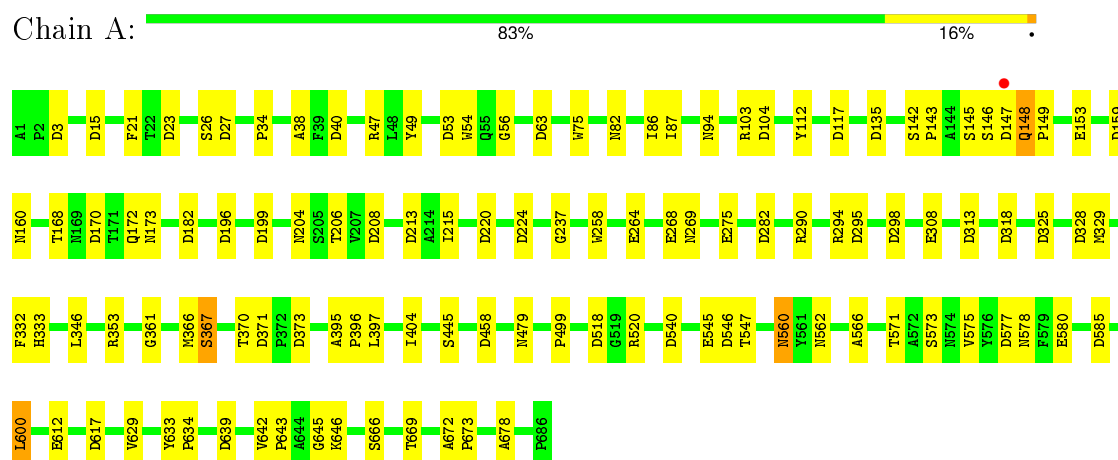 Chain A:
83% 16%
A1 P2 D3 D15 F21 T22 D23 S26 D27 P34 A38 F39 D40 R47 L48 Y49 D53 W54 Q55 G56 D63 W75 N82 I86 I87 N94 R103 D104 Y112 D117 D135 S142 P143 A144 S145 S146 D147 Q148 P149 E153 D159
N160 T168 N169 D170 T171 Q172 N173 D182 D196 D199 N204 S205 T206 V207 D208 D213 A214 I215 D220 D224 G237 W258 E264 E268 N269 E275 D282 R290 R294 D295 D298 E308 D313 D318 D325 D328 M329
F332 H333 L346 R353 G361 M366 S367 T370 D371 P372 D373 A395 P396 L397 I404 S445 D458 N479 P499 D518 G519 R520 D540 E545 D546 T547 N560 Y561 N562 A566 T571 A572 S573 N574 V575 Y576 D577 N578 F579 E580 D585
L600 E612 D617 V629 Y633 P634 D639 V642 P643 A644 G645 K646 S666 T669 A672 P673 A678 P686